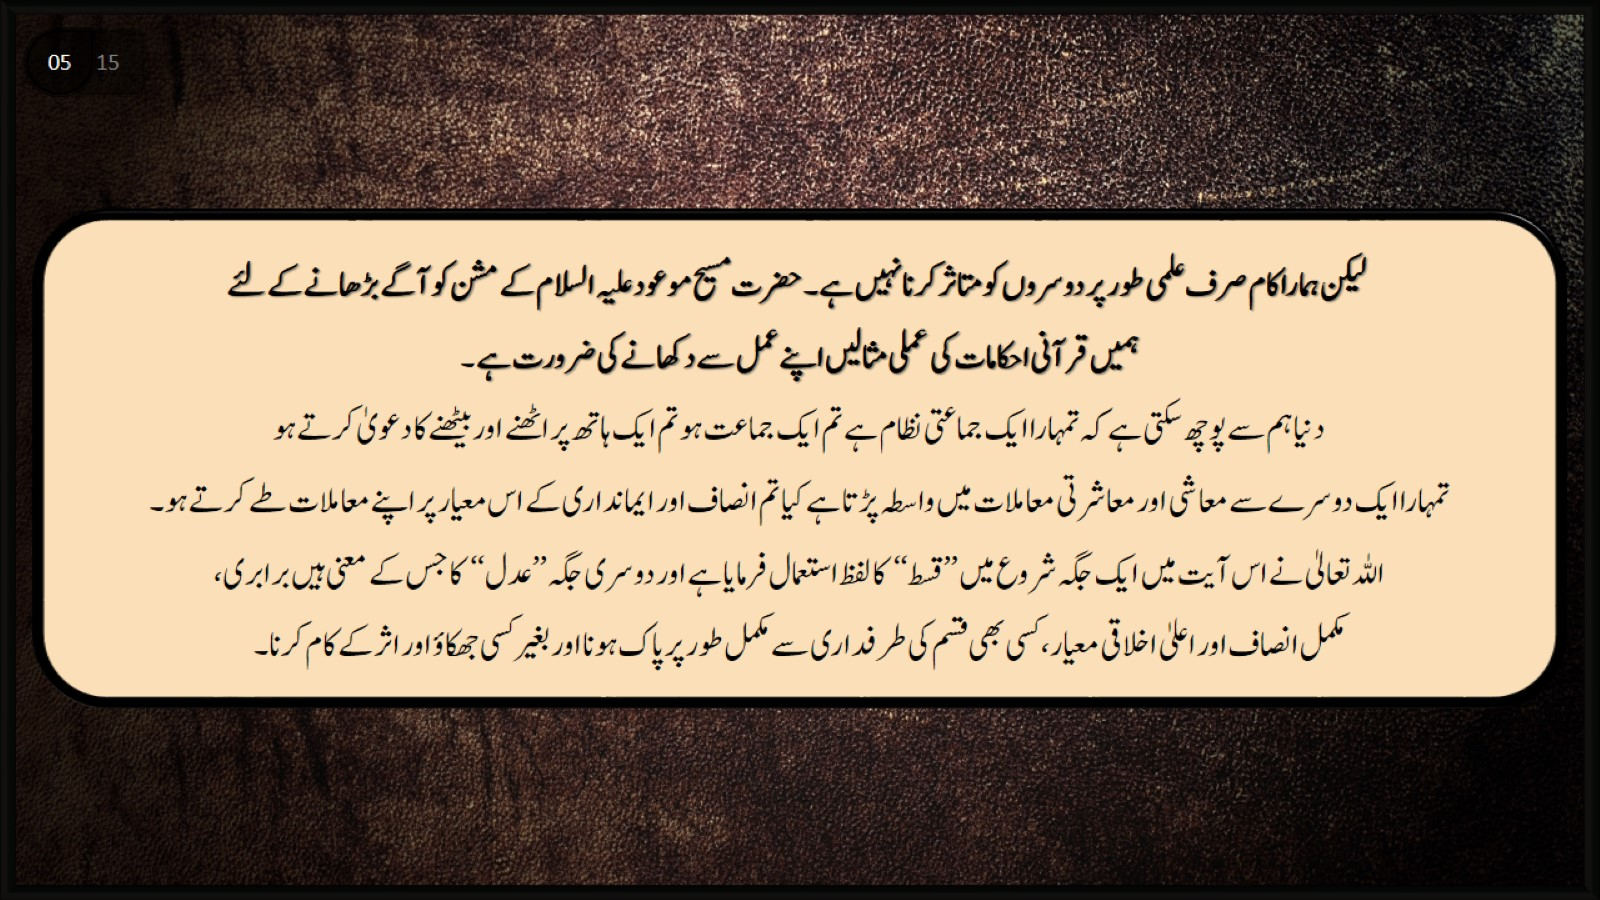 05 15
لیکن ہمارا کام صرف علمی طور پر دوسروں کو متاثر کرنا نہیں ہے۔ حضرت مسیح موعود علیہ السلام کے مشن کو آگے بڑھانے کے لئے
ہمیں قرآنی احکامات کی عملی مثالیں اپنے عمل سے دکھانے کی ضرورت ہے۔
دنیا ہم سے پوچھ سکتی ہے کہ تمہارا ایک جماعتی نظام ہے تم ایک جماعت ہو تم ایک ہاتھ پر اٹھنے اور بیٹھنے کا دعویٰ کرتے ہو
تمہارا ایک دوسرے سے معاشی اور معاشرتی معاملات میں واسطہ پڑتا ہے کیا تم انصاف اور ایمانداری کے اس معیار پر اپنے معاملات طے کرتے ہو۔
اللہ تعالیٰ نے اس آیت میں ایک جگہ شروع میں ”قسط“ کا لفظ استعمال فرمایا ہے اور دوسری جگہ ”عدل“ کا جس کے معنی ہیں برابری،
مکمل انصاف اور اعلیٰ اخلاقی معیار، کسی بھی قسم کی طرفداری سے مکمل طور پر پاک ہونا اور بغیر کسی جھکاؤ اور اثر کے کام کرنا۔